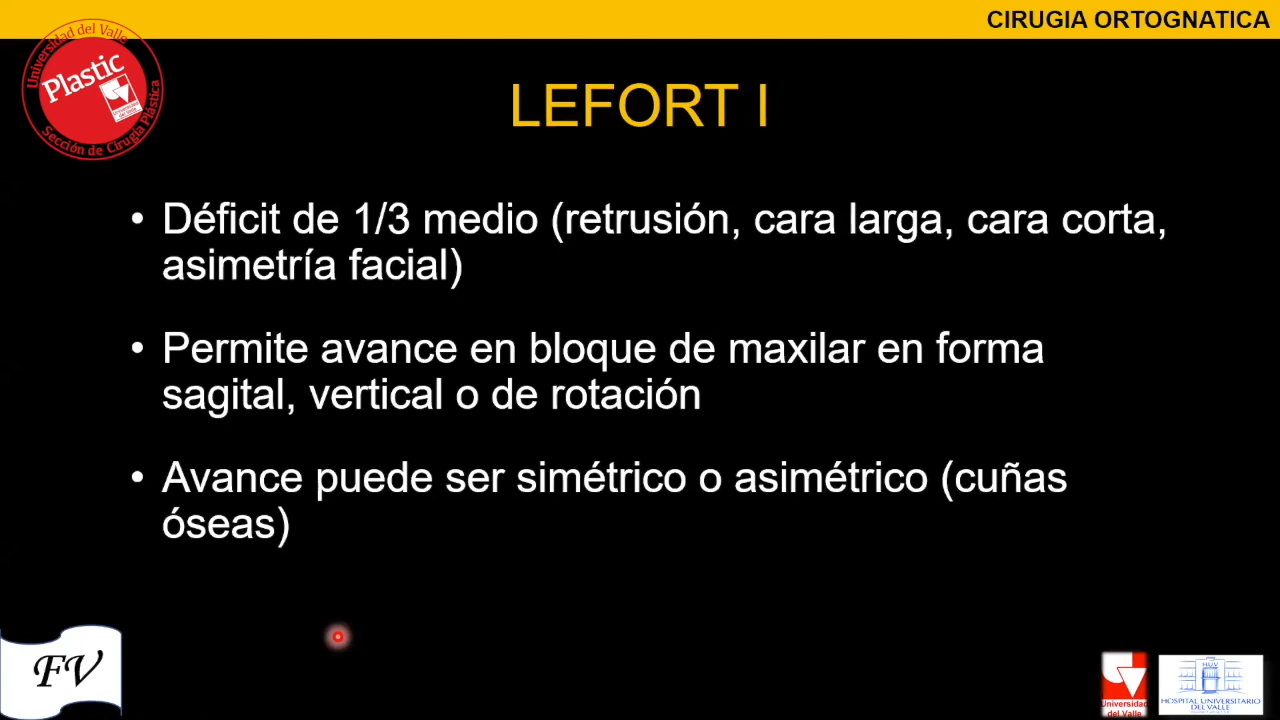 CIRUGIA ORTOGNATICA
Universidad del Valle
Plastic
Sección de Cirugía Plástica
LEFORT I
• Déficit de 1/3 medio (retrusión, cara larga, cara corta,
asimetría facial)
• Permite avance en bloque de maxilar en forma
sagital, vertical o de rotación
• Avance puede ser simétrico o asimétrico (cuñas
óseas)
FV
Universidad
del Valle
HUV
HOSPITAL UNIVERSITARIO
DEL VALLE